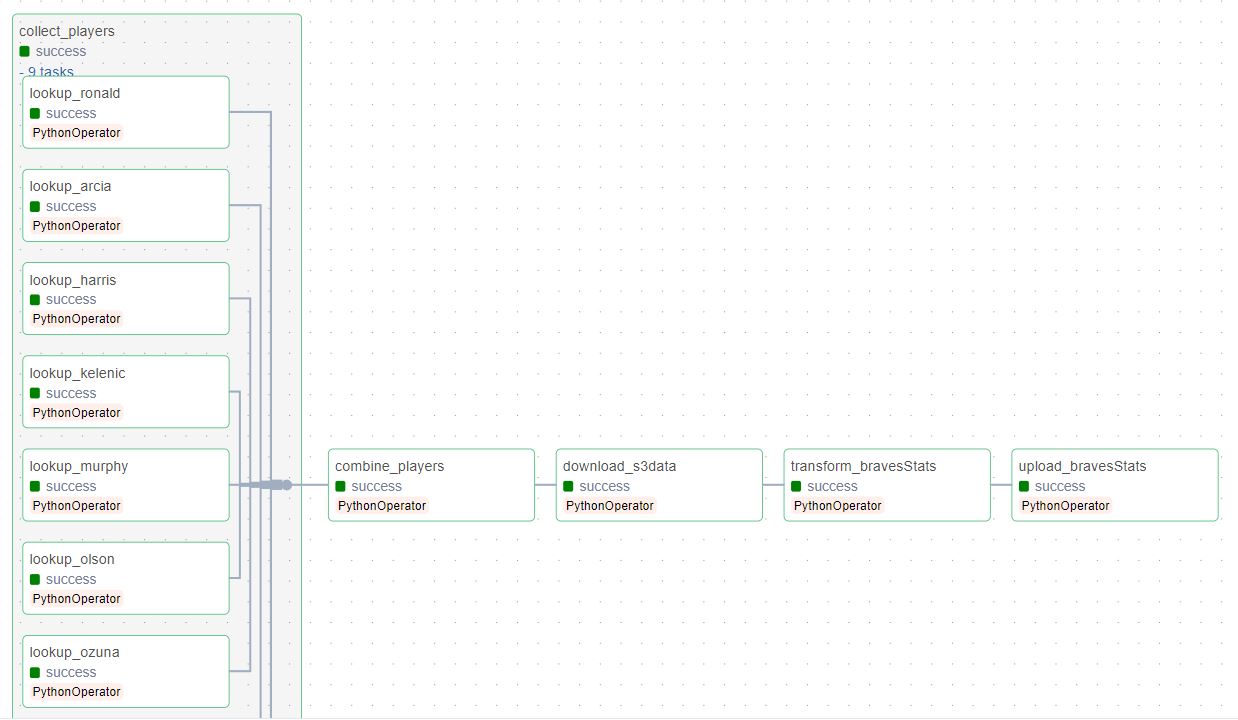 collect_players
success
- 9 tasks
lookup_ronald
success
PythonOperator
lookup_arcia
success
PythonOperator
lookup_harris
success
PythonOperator
lookup_kelenic
success
PythonOperator
lookup_murphy
success
PythonOperator
lookup_olson
success
PythonOperator
lookup_ozuna
success
PythonOperator
combine_players
success
PythonOperator
download_s3data
success
PythonOperator
transform_bravesStats
success
PythonOperator
upload_bravesStats
success
PythonOperator